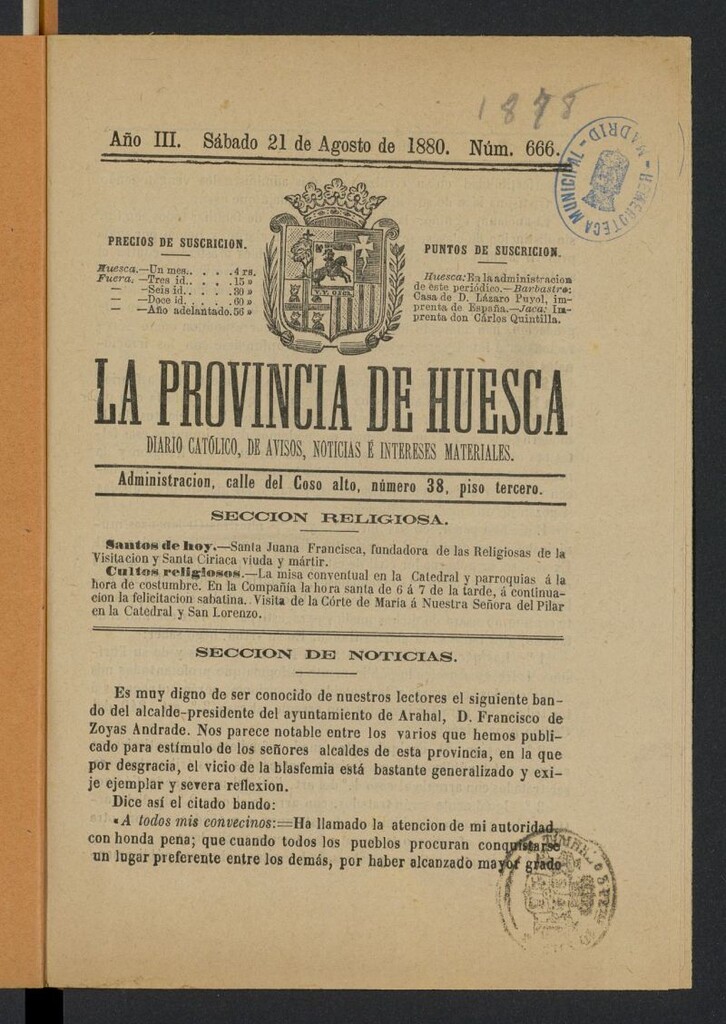 1878
Año III. Sábado 21 de Agosto de 1880. Núm. 666.
HEMEROTECA MUNICIPAL - MADRID -
PRECIOS DE SUSCRICION.
Huesca.—Un mes.. . . . 4 rs.
Fuera.—Tres id.. . . . 15 »
— —Seis id.. . . . 30 »
— —Doce id.. . . . 60 »
— —Año adelantado. 56 »
V. V. OSCA
PUNTOS DE SUSCRICION.
Huesca: En la administracion
de este periódico.—Barbastro:
Casa de D. Lázaro Puyol, im-
prenta de España.—Jaca: Im-
prenta don Cárlos Quintilla.
LA PROVINCIA DE HUESCA
DIARIO CATÓLICO, DE AVISOS, NOTICIAS É INTERESES MATERIALES.
Administracion, calle del Coso alto, número 38, piso tercero.
SECCION RELIGIOSA.
Santos de hoy.—Santa Juana Francisca, fundadora de las Religiosas de la
Visitacion y Santa Ciriaca viuda y mártir.
Cultos religiosos.—La misa conventual en la Catedral y parroquias á la
hora de costumbre. En la Compañia la hora santa de 6 á 7 de la tarde, á continua-
cion la felicitacion sabatina. Visita de la Córte de Maria á Nuestra Señora del Pilar
en la Catedral y San Lorenzo.
SECCION DE NOTICIAS.
Es muy digno de ser conocido de nuestros lectores el siguiente ban-
do del alcalde-presidente del ayuntamiento de Arahal, D. Francisco de
Zoyas Andrade. Nos parece notable entre los varios que hemos publi-
cado para estímulo de los señores alcaldes de esta provincia, en la que
por desgracia, el vicio de la blasfemia está bastante generalizado y exi-
je ejemplar y severa reflexion.
Dice así el citado bando:
«A todos mis convecinos:=Ha llamado la atencion de mi autoridad,
con honda pena; que cuando todos los pueblos procuran conquistarse
un lugar preferente entre los demás, por haber alcanzado mayor grado